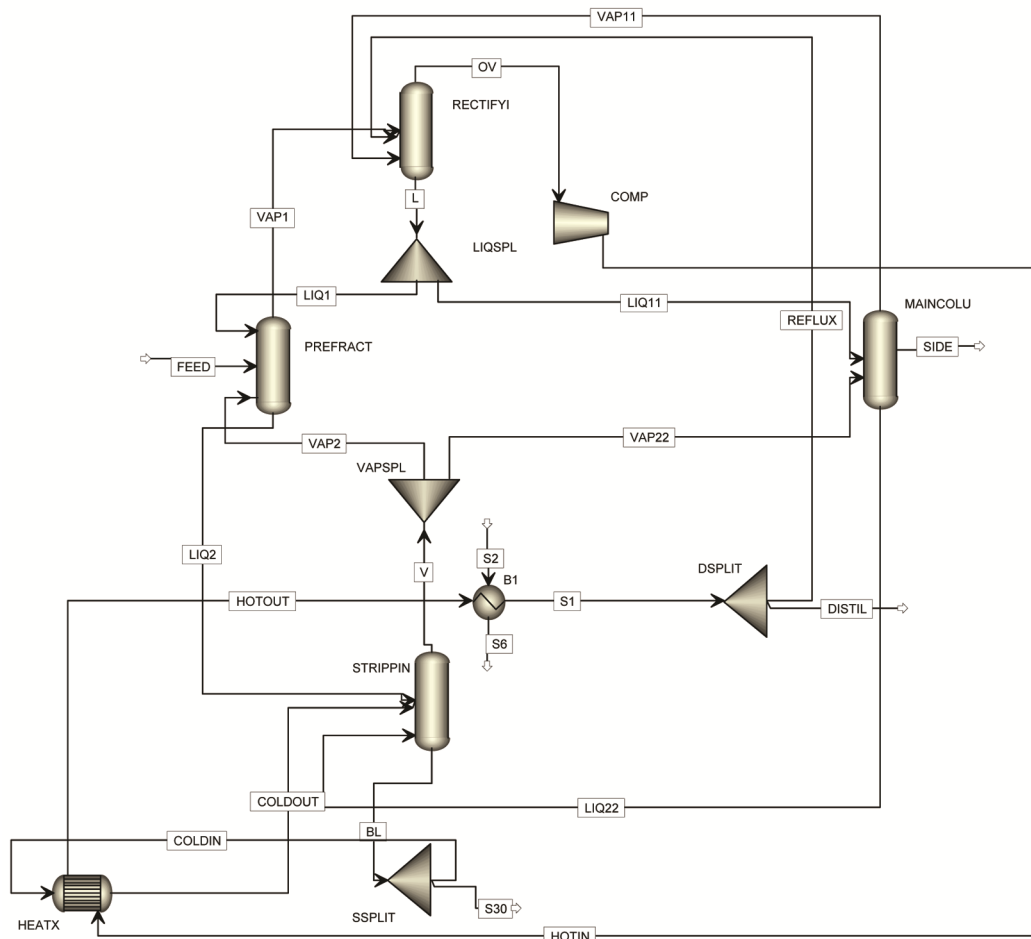 VAP11
OV
RECTIFYI
COMP
L
VAP1
LIQSPL
LIQ1
LIQ11
MAINCOLU
REFLUX
PREFRACT
SIDE
FEED
VAP2
VAP22
VAPSPL
LIQ2
S2
V
B1
DSPLIT
HOTOUT
S1
DISTIL
S6
STRIPPIN
COLDOUT
LIQ22
BL
COLDIN
S30
HEATX
SSPLIT
HOTIN